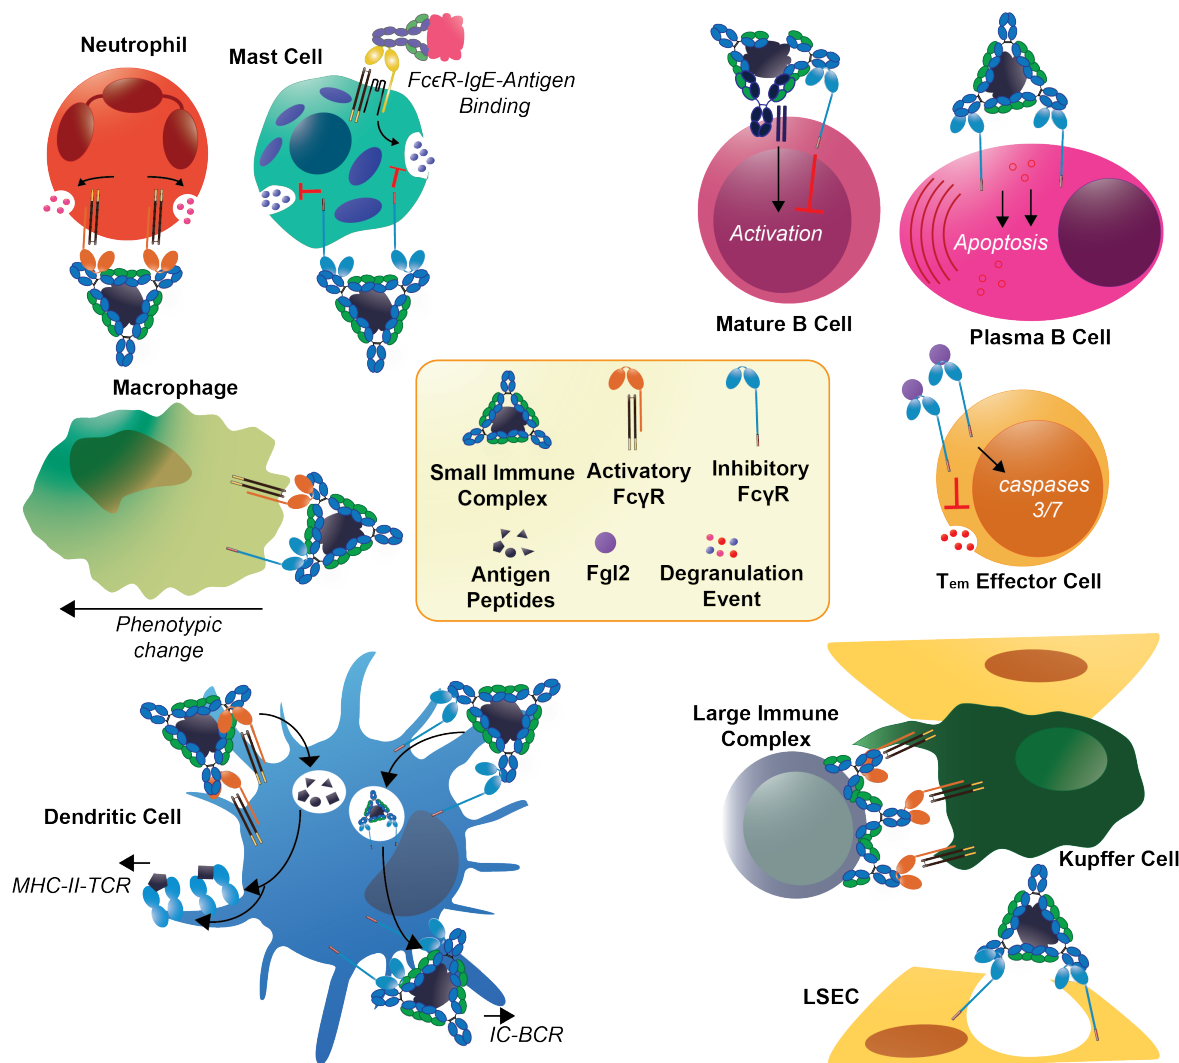 Neutrophil
Mast Cell
FcεR-IgE-Antigen
Binding
Activation
Mature B Cell
Apoptosis
Plasma B Cell
Macrophage
Phenotypic
change
Small Immune
Complex
Activatory
FcγR
Inhibitory
FcγR
Antigen
Peptides
Fgl2
Degranulation
Event
caspases
3/7
Tem Effector Cell
Dendritic Cell
MHC-II-TCR
IC-BCR
Large Immune
Complex
Kupffer Cell
LSEC